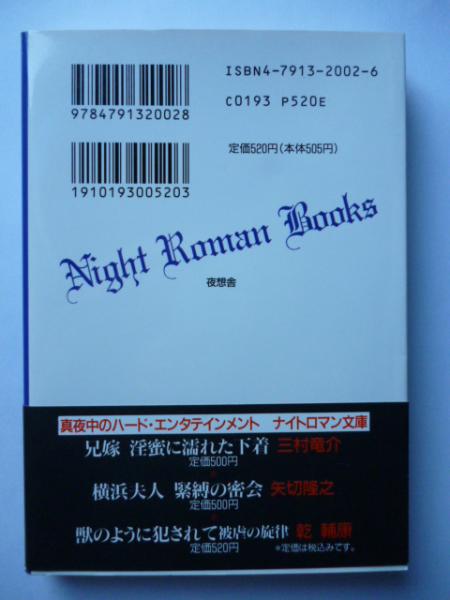 ISBN4-7913-2002-6
C0193 P520E
9784791320028
定価520円(本体505円)
1910193005203
Night Roman Books
夜想舎
真夜中のハード・エンタテインメント ナイトロマン文庫
兄嫁 淫蜜に濡れた下着 三村竜介
定価500円
横浜夫人 緊縛の密会 矢切隆之
定価500円
獣のように犯されて 被虐の旋律 乾 輔康
定価520円 *定価は税込みです。